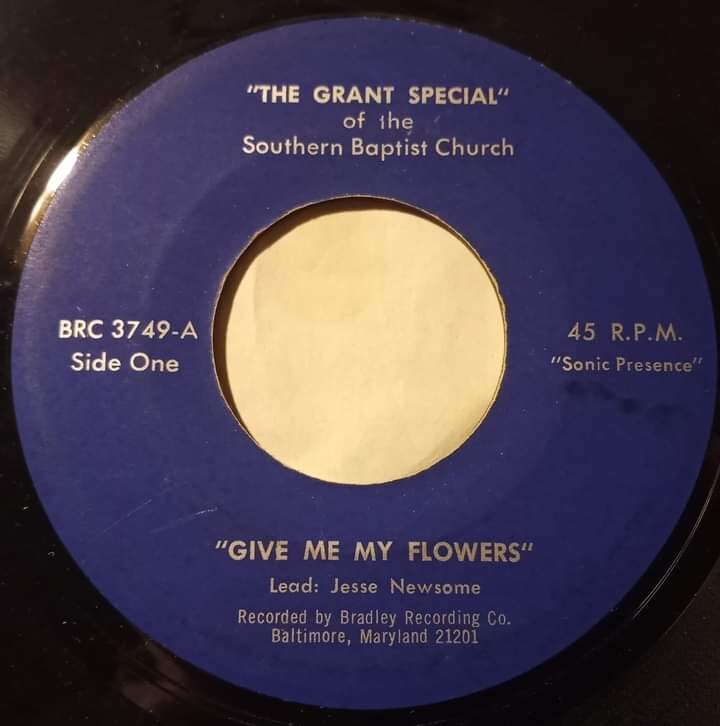 "THE GRANT SPECIAL"
of the
Southern Baptist Church
BRC 3749-A
Side One
45 R.P.M.
"Sonic Presence"
"GIVE ME MY FLOWERS"
Lead: Jesse Newsome
Recorded by Bradley Recording Co.
Baltimore, Maryland 21201